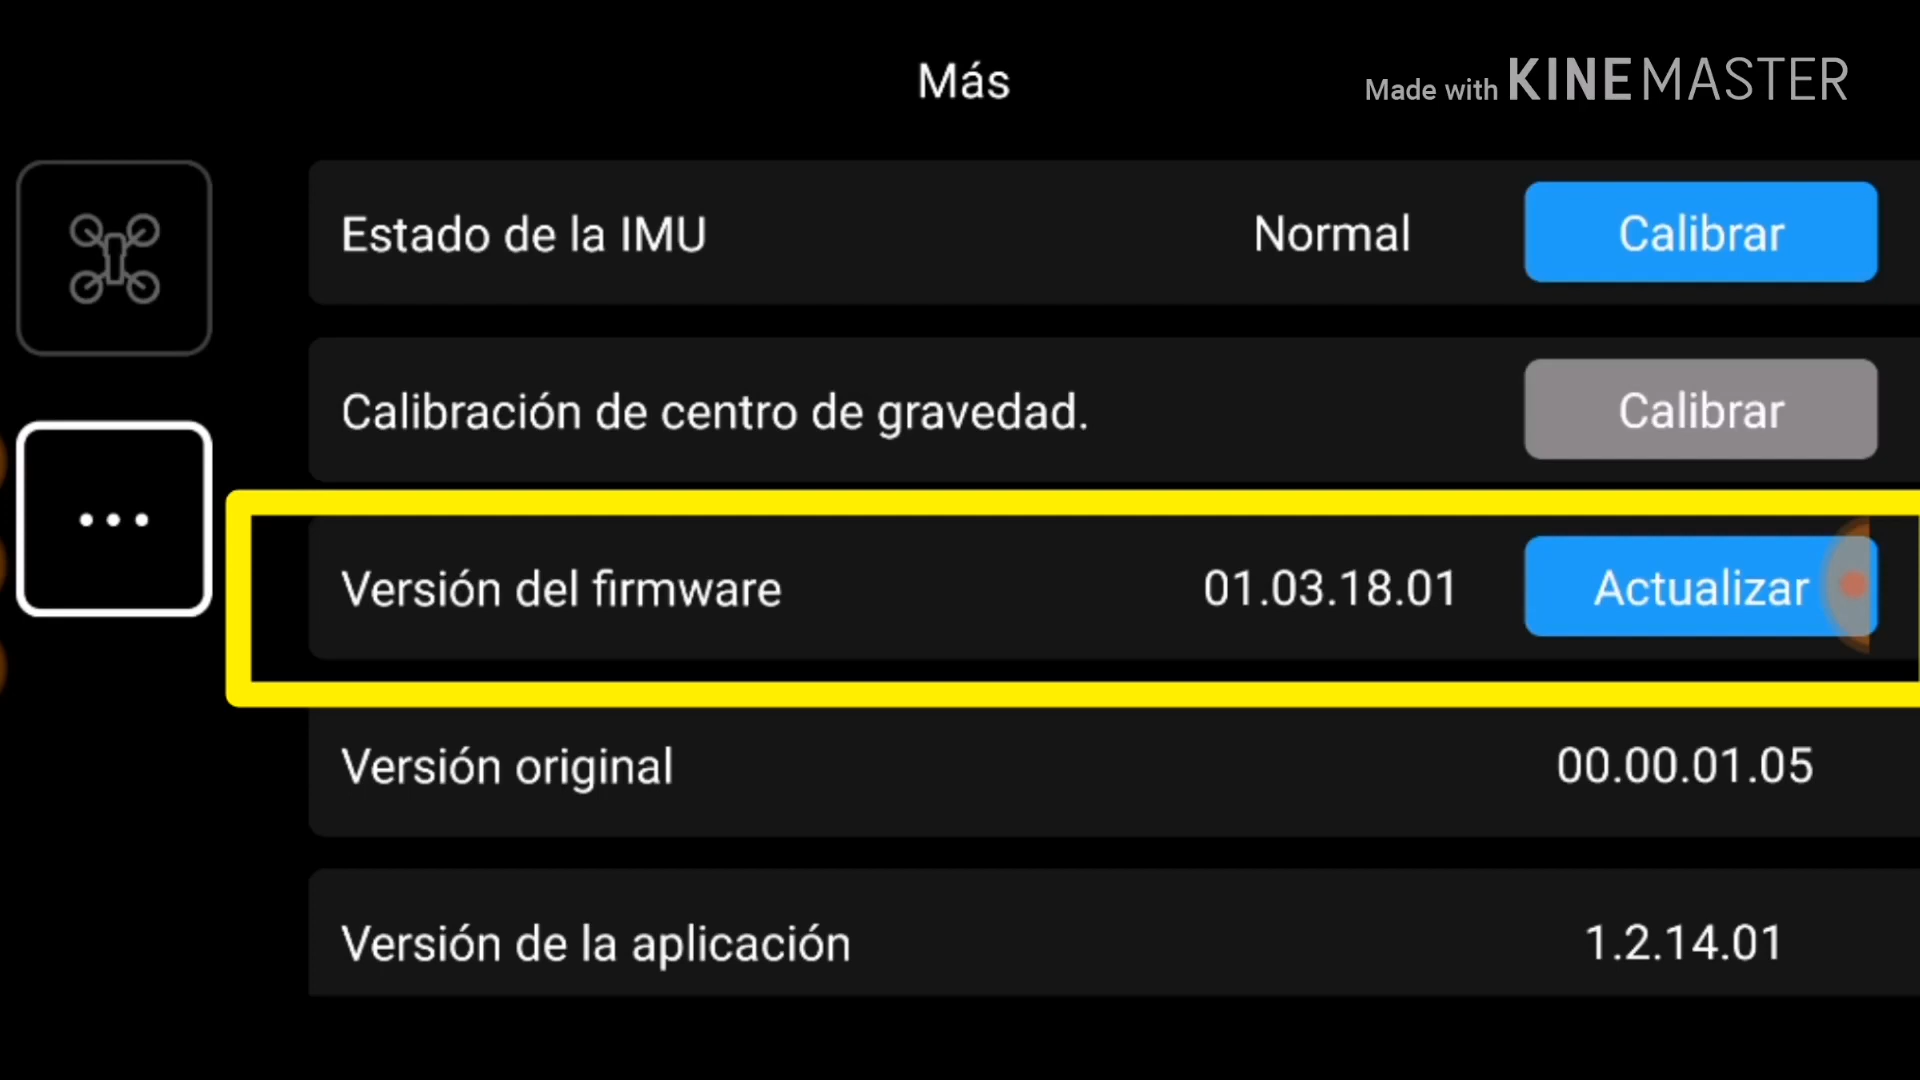 Más
Made with KINEMASTER
Estado de la IMU Normal Calibrar
Calibración de centro de gravedad. Calibrar
Versión del firmware 01.03.18.01 Actualizar
Versión original 00.00.01.05
Versión de la aplicación 1.2.14.01